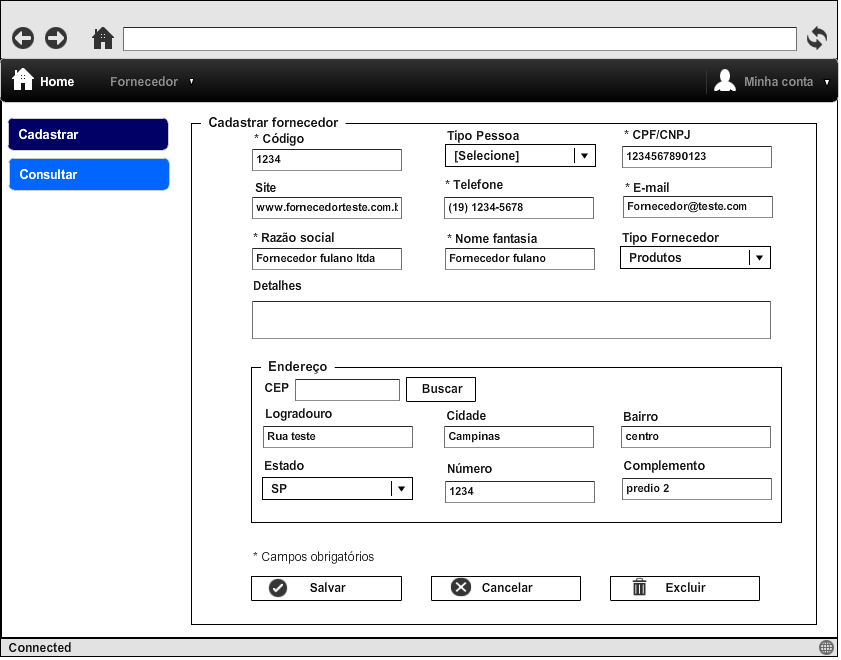 Home
Fornecedor
Minha conta
Cadastrar
Consultar
Cadastrar fornecedor
* Código
Tipo Pessoa
* CPF/CNPJ
1234
[Selecione]
1234567890123
Site
* Telefone
* E-mail
www.fornecedorteste.com.b
(19) 1234-5678
Fornecedor@teste.com
* Razão social
* Nome fantasia
Tipo Fornecedor
Fornecedor fulano ltda
Fornecedor fulano
Produtos
Detalhes
Endereço
CEP
Buscar
Logradouro
Cidade
Bairro
Rua teste
Campinas
centro
Estado
Número
Complemento
SP
1234
predio 2
* Campos obrigatórios
Salvar
Cancelar
Excluir
Connected